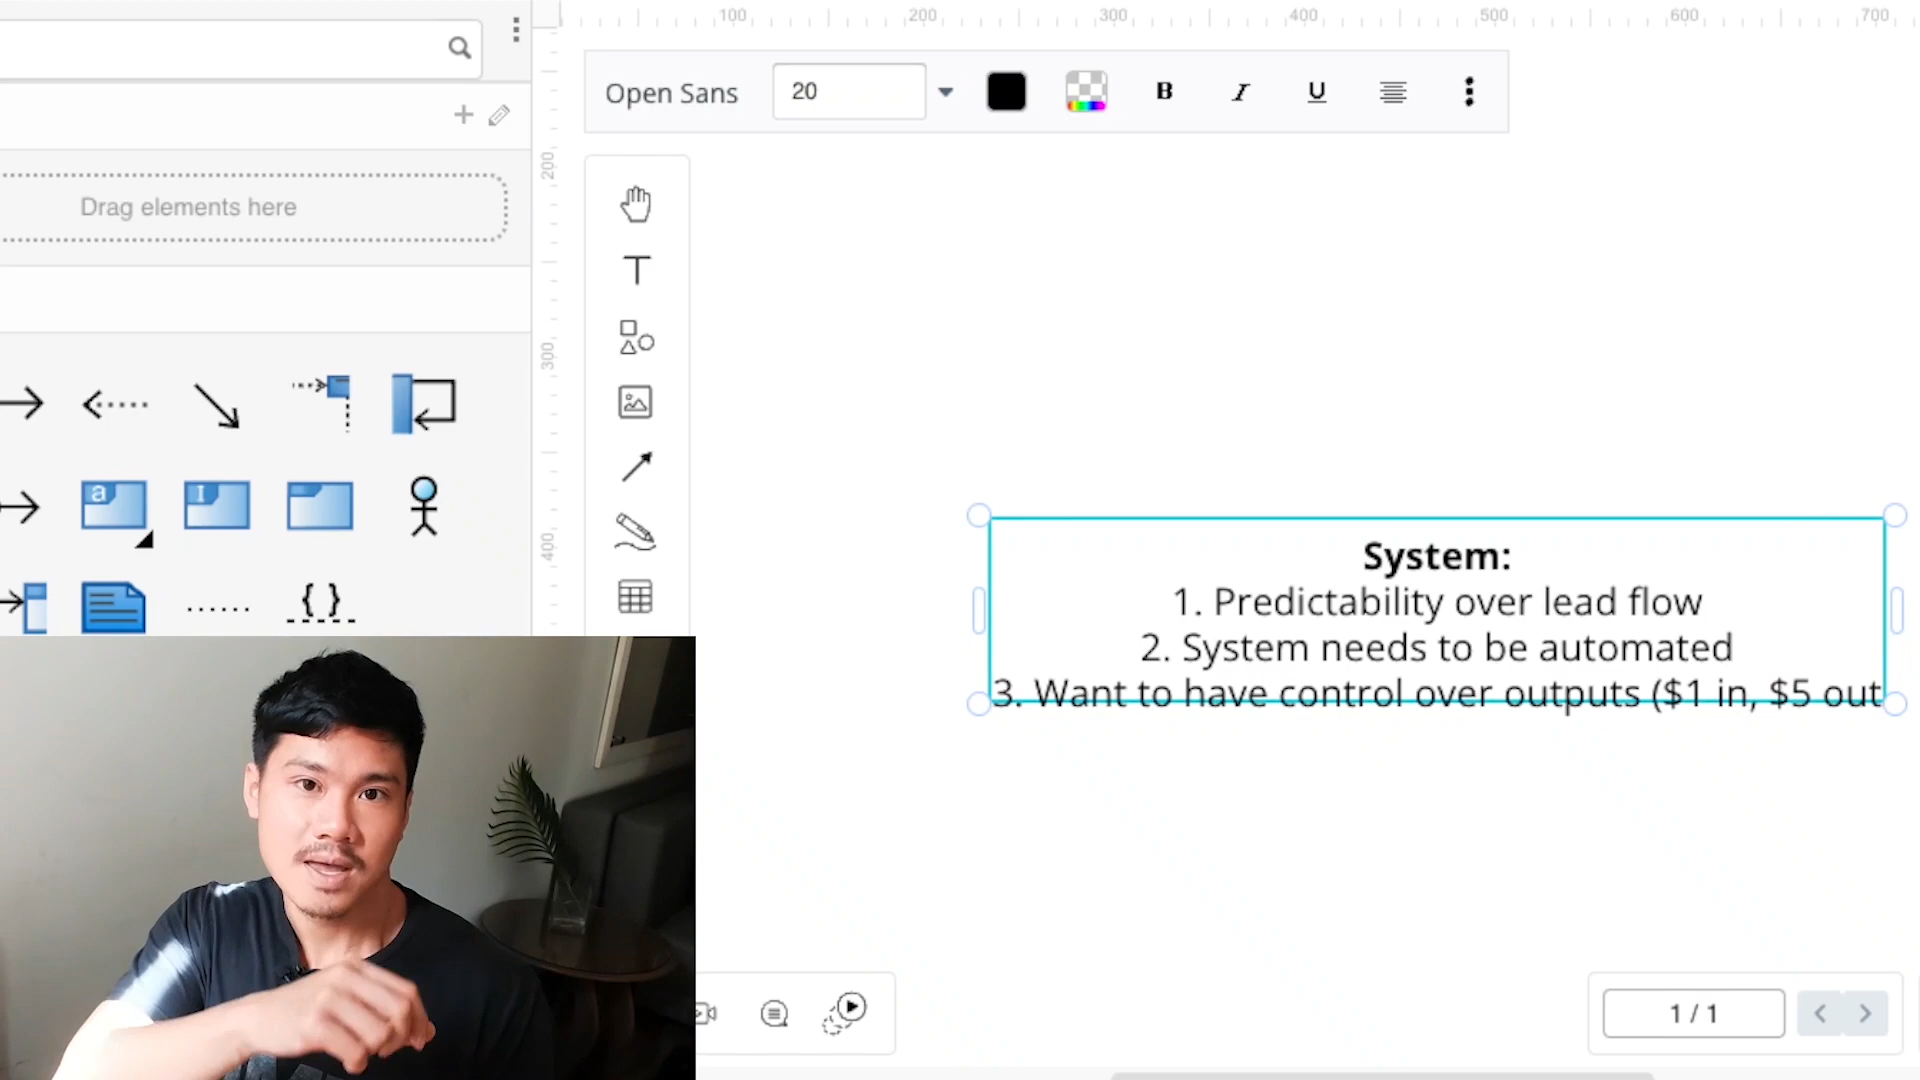 100 200 300 400 500 600 700
Open Sans 20 B I U
Drag elements here
200
300
400
T
a I
{ }
System:
1. Predictability over lead flow
2. System needs to be automated
3. Want to have control over outputs ($1 in, $5 out
1 / 1